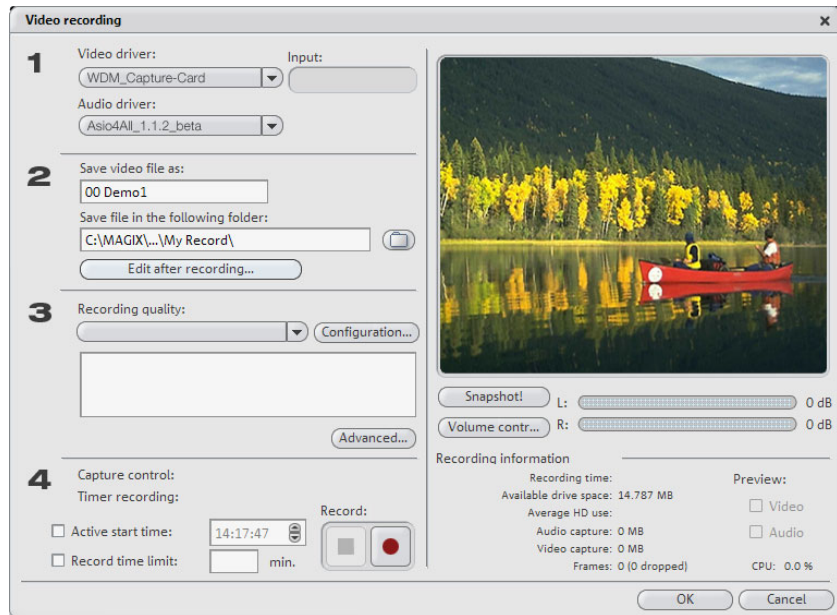 Video recording
1
Video driver:
Input:
WDM_Capture-Card
Audio driver:
Asio4All_1.1.2_beta
2
Save video file as:
00 Demo1
Save file in the following folder:
C:\MAGIX\...\My Record\
Edit after recording...
3
Recording quality:
Configuration...
Advanced...
4
Capture control:
Timer recording:
Record:
Active start time:
14:17:47
Record time limit:
min.
Snapshot!
L:
0 dB
Volume contr...
R:
0 dB
Recording information
Recording time:
Available drive space: 14.787 MB
Average HD use:
Audio capture: 0 MB
Video capture: 0 MB
Frames: 0 (0 dropped)
Preview:
Video
Audio
CPU: 0.0 %
OK
Cancel